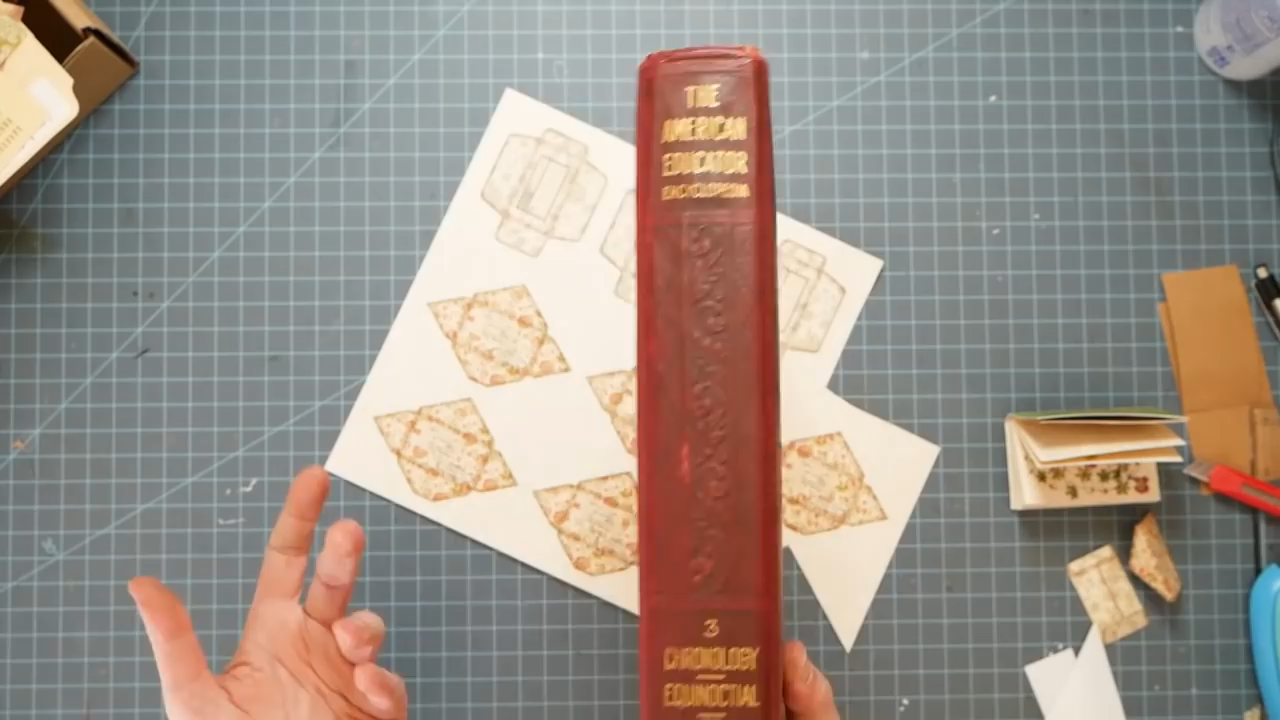 THE
AMERICAN
EDUCATOR
ENCYCLOPEDIA
3
CHRONOLOGY
EQUINOCTIAL